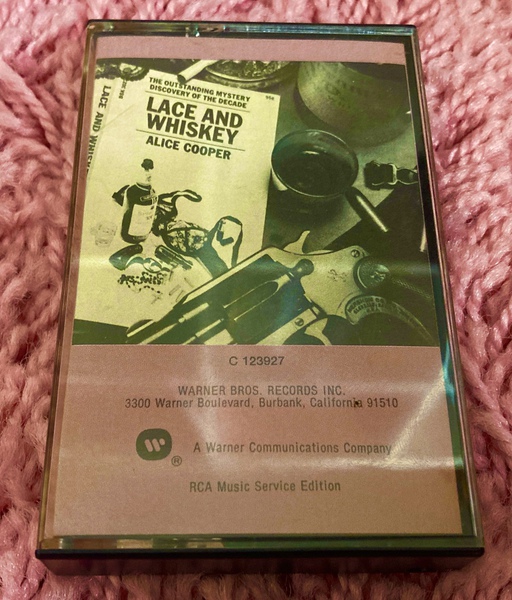 THE OUTSTANDING MYSTERY
DISCOVERY OF THE DECADE
LACE AND
WHISKEY
ALICE COOPER
LACE AND WHISKEY
C 123927
WARNER BROS. RECORDS INC.
3300 Warner Boulevard, Burbank, California 91510
A Warner Communications Company
®
RCA Music Service Edition